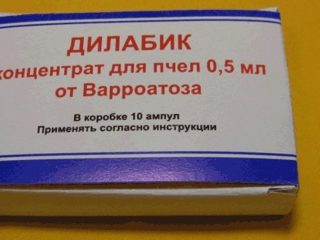 ДИЛАБИК
концентрат для пчел 0,5 мл
от Варроатоза
В коробке 10 ампул
Применять согласно инструкции